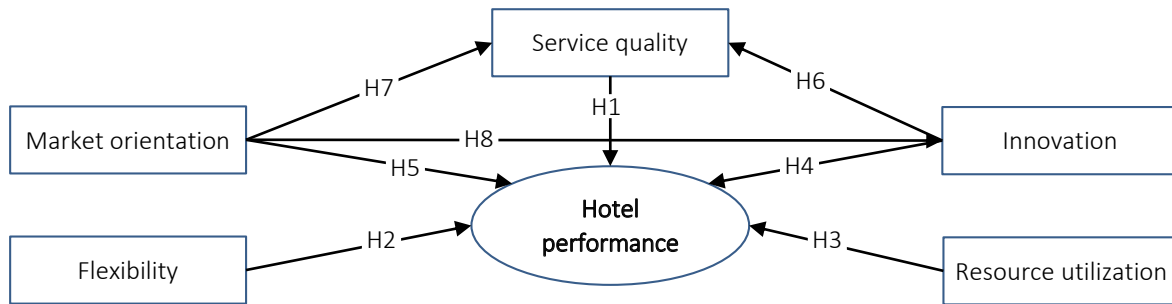 Service quality
H7
H6
H1
Market orientation
H8
Innovation
H5
H4
Hotel
performance
H2
H3
Flexibility
Resource utilization